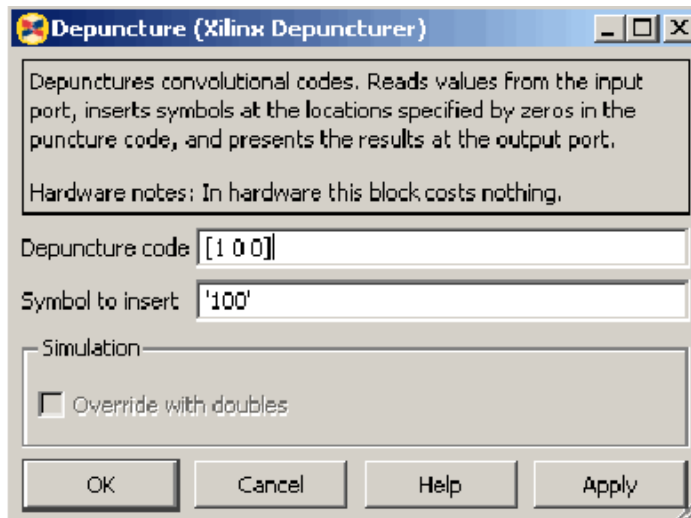 Depuncture (Xilinx Depuncturer)
Depunctures convolutional codes. Reads values from the input
port, inserts symbols at the locations specified by zeros in the
puncture code, and presents the results at the output port.
Hardware notes: In hardware this block costs nothing.
Depuncture code [1 0 0]
Symbol to insert '100'
Simulation
Override with doubles
OK Cancel Help Apply